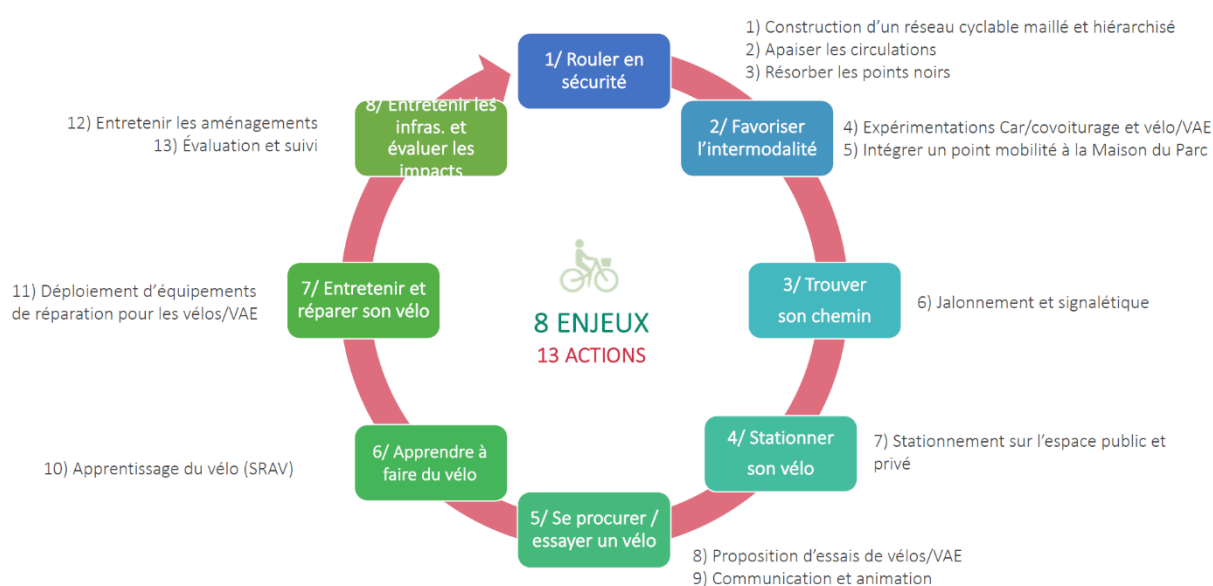 1/ Rouler en
sécurité
1) Construction d'un réseau cyclable maillé et hiérarchisé
2) Apaiser les circulations
3) Résorber les points noirs
2/ Favoriser
l'intermodalité
4) Expérimentations Car/covoiturage et vélo/VAE
5) Intégrer un point mobilité à la Maison du Parc
3/ Trouver
son chemin
6) Jalonnement et signalétique
4/ Stationner
son vélo
7) Stationnement sur l'espace public et
privé
5/ Se procurer /
essayer un vélo
8) Proposition d'essais de vélos/VAE
9) Communication et animation
6/ Apprendre à
faire du vélo
10) Apprentissage du vélo (SRAV)
7/ Entretenir et
réparer son vélo
11) Déploiement d'équipements
de réparation pour les vélos/VAE
8/ Entretenir les
infras. et
évaluer les
impacts
12) Entretenir les aménagements
13) Évaluation et suivi
8 ENJEUX
13 ACTIONS